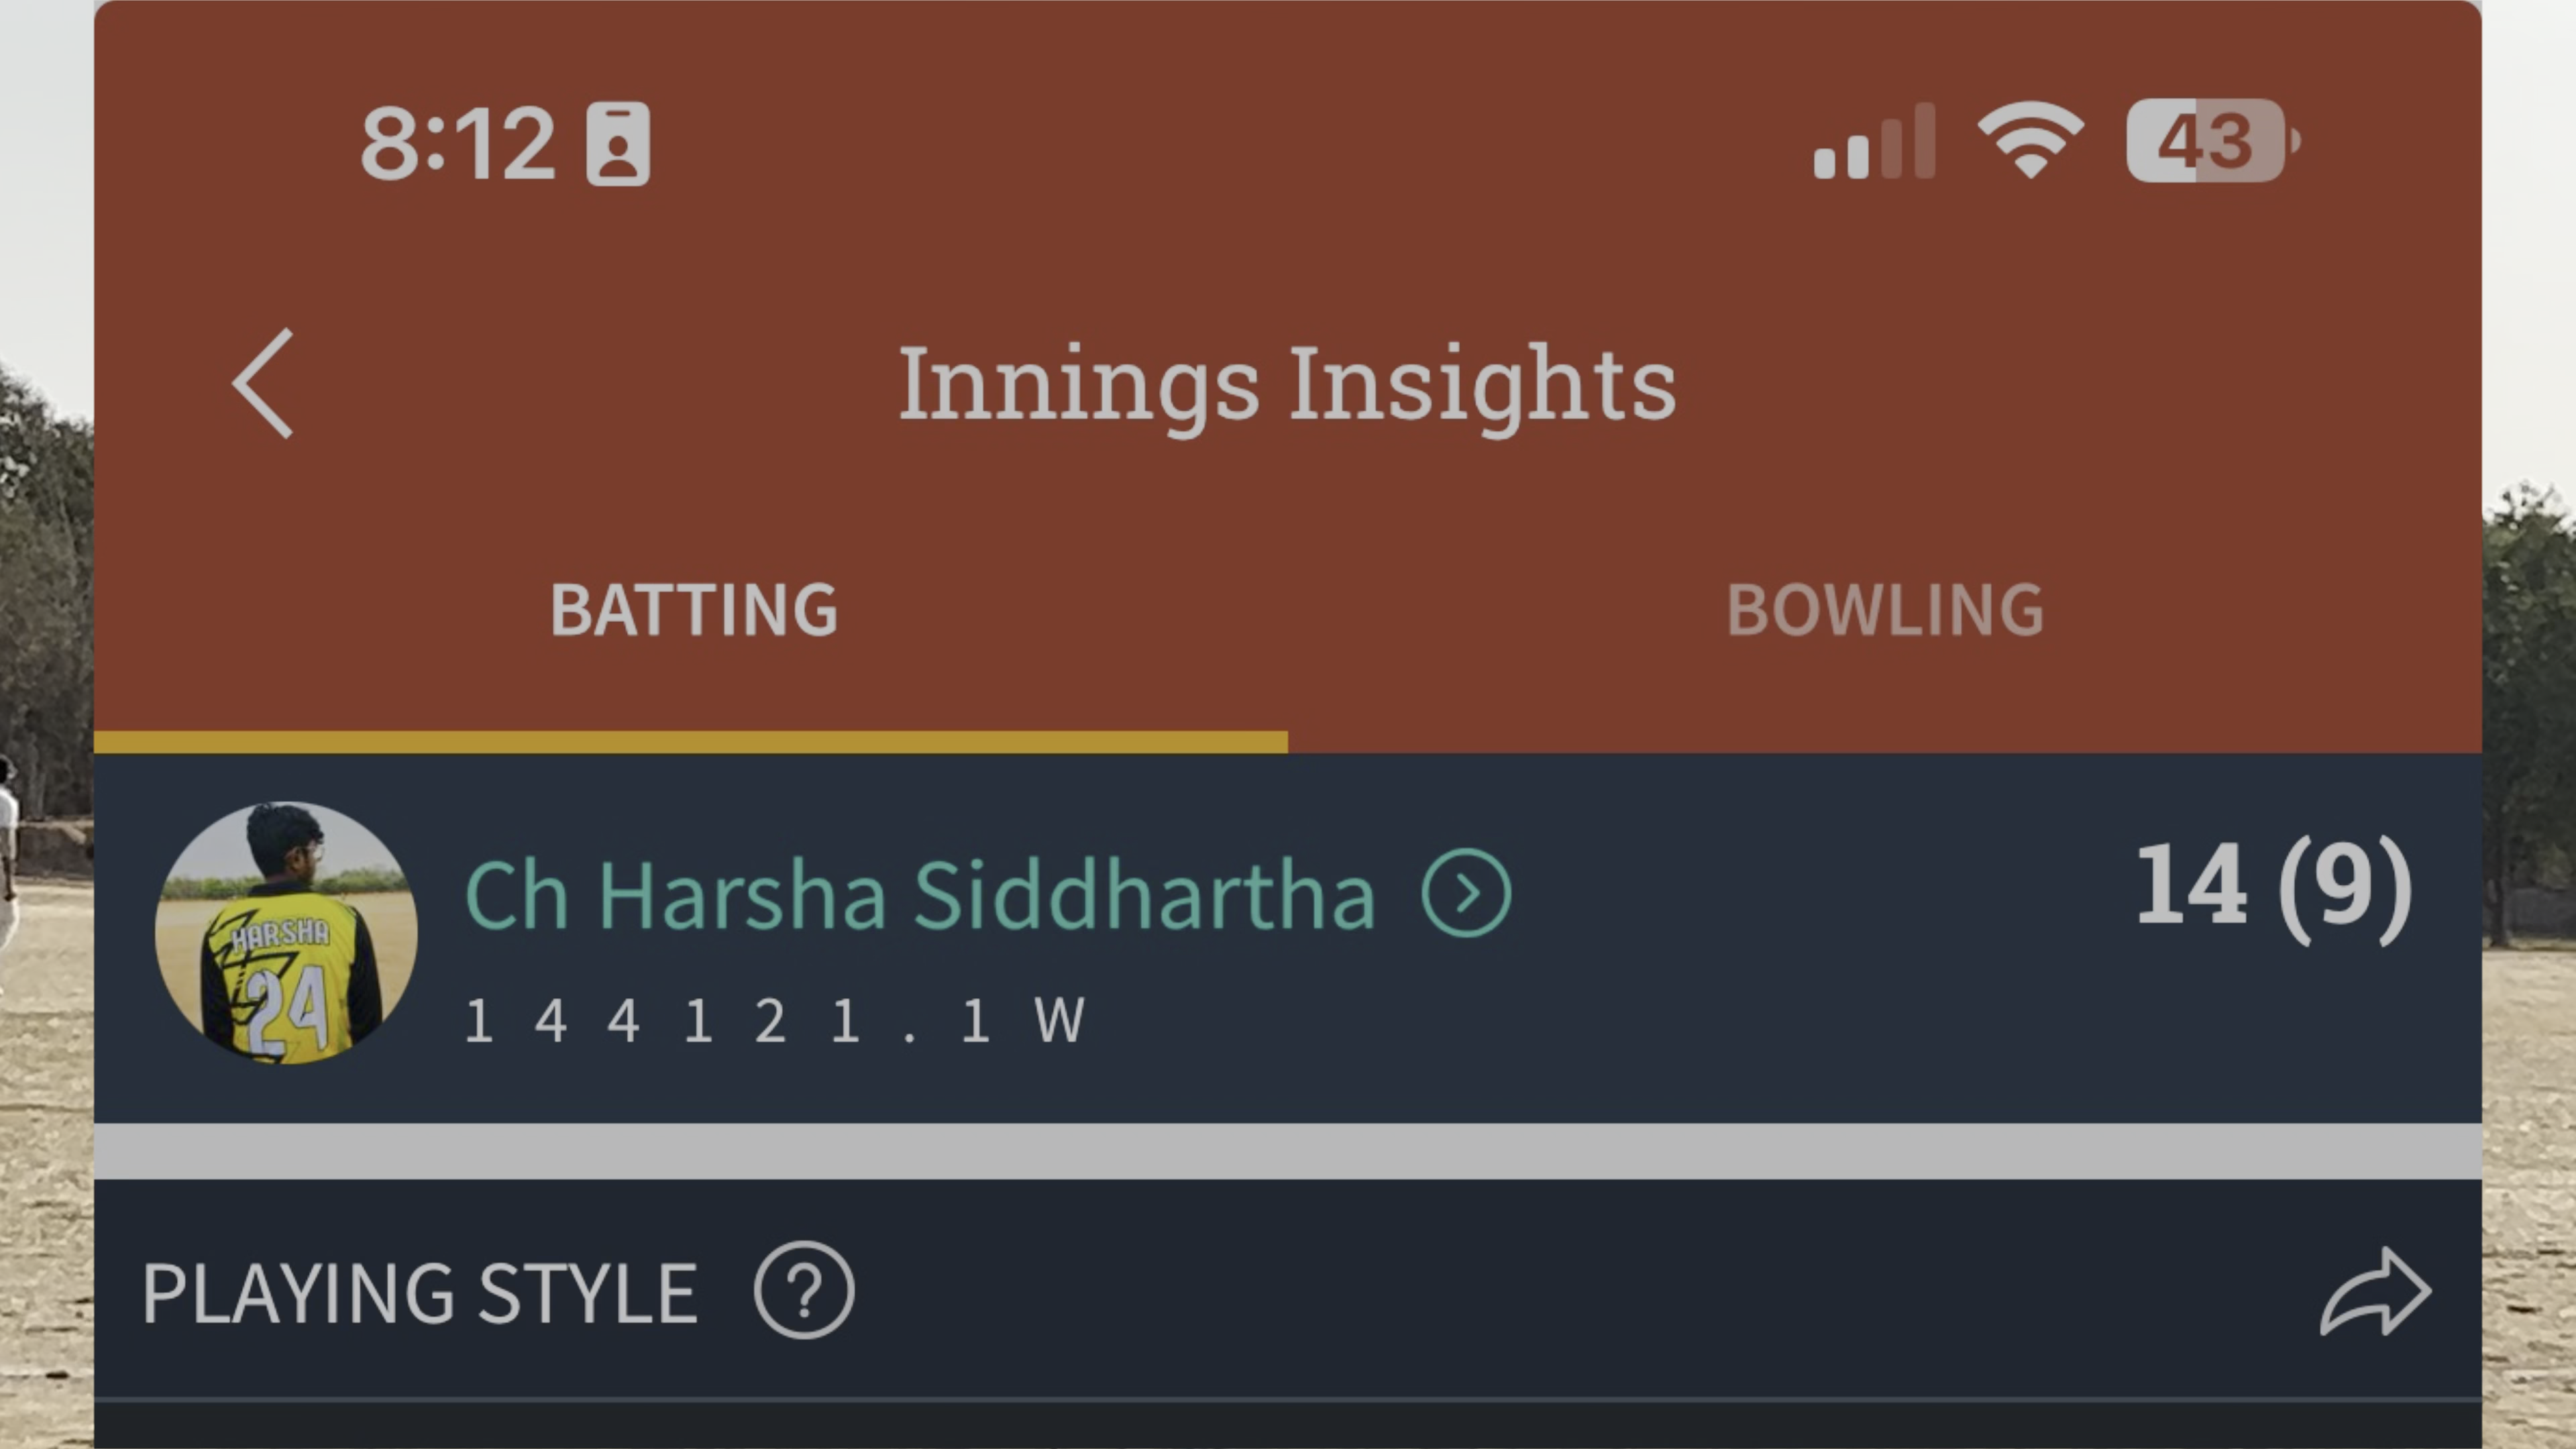 8:12 43
Innings Insights
BATTING BOWLING
Ch Harsha Siddhartha 14 (9)
HARSHA
24
1 4 4 1 2 1 . 1 W
PLAYING STYLE ?